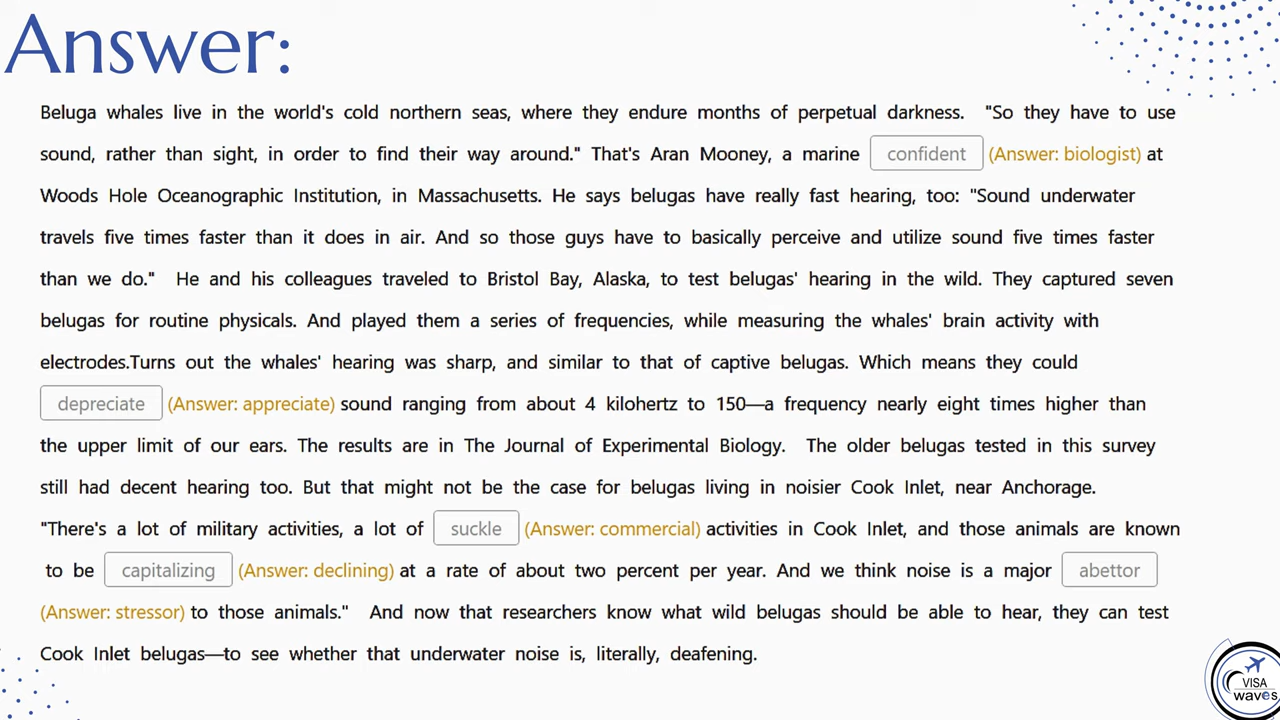 Answer:
Beluga whales live in the world's cold northern seas, where they endure months of perpetual darkness. "So they have to use
sound, rather than sight, in order to find their way around." That's Aran Mooney, a marine confident (Answer: biologist) at
Woods Hole Oceanographic Institution, in Massachusetts. He says belugas have really fast hearing, too: "Sound underwater
travels five times faster than it does in air. And so those guys have to basically perceive and utilize sound five times faster
than we do." He and his colleagues traveled to Bristol Bay, Alaska, to test belugas' hearing in the wild. They captured seven
belugas for routine physicals. And played them a series of frequencies, while measuring the whales' brain activity with
electrodes.Turns out the whales' hearing was sharp, and similar to that of captive belugas. Which means they could
depreciate (Answer: appreciate) sound ranging from about 4 kilohertz to 150—a frequency nearly eight times higher than
the upper limit of our ears. The results are in The Journal of Experimental Biology. The older belugas tested in this survey
still had decent hearing too. But that might not be the case for belugas living in noisier Cook Inlet, near Anchorage.
"There's a lot of military activities, a lot of suckle (Answer: commercial) activities in Cook Inlet, and those animals are known
to be capitalizing (Answer: declining) at a rate of about two percent per year. And we think noise is a major abettor
(Answer: stressor) to those animals." And now that researchers know what wild belugas should be able to hear, they can test
Cook Inlet belugas—to see whether that underwater noise is, literally, deafening.
VISA
waves